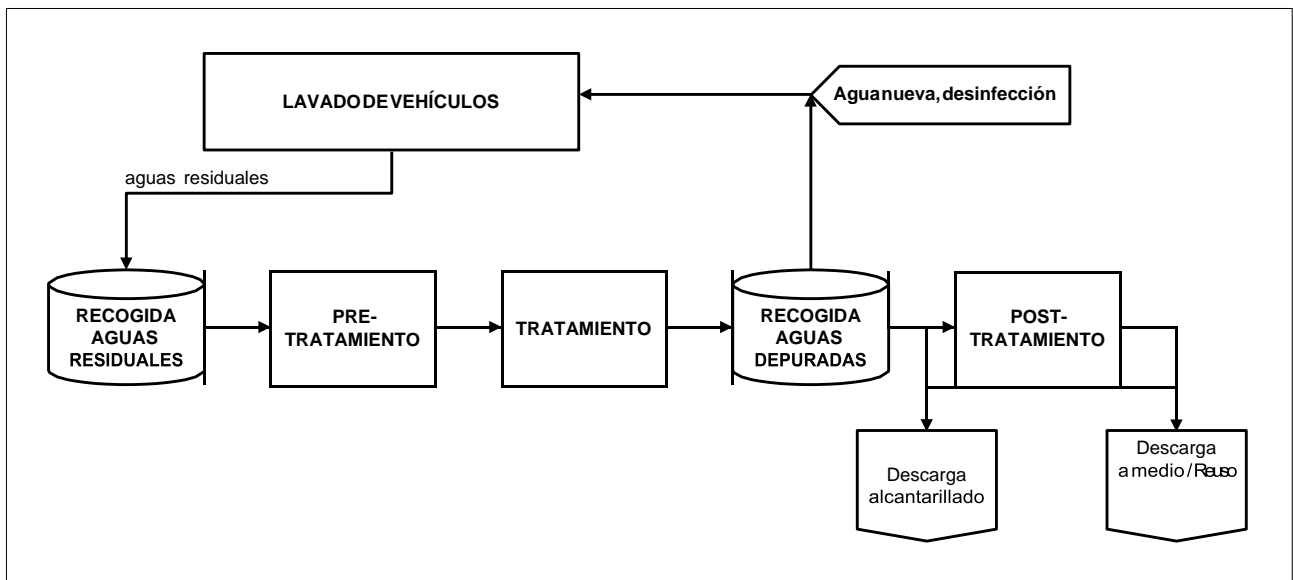 LAVADO DE VEHÍCULOS
Agua nueva, desinfección
aguas residuales
RECOGIDA
AGUAS
RESIDUALES
PRE-
TRATAMIENTO
TRATAMIENTO
RECOGIDA
AGUAS
DEPURADAS
POST-
TRATAMIENTO
Descarga
alcantarillado
Descarga
a medio / Reuso